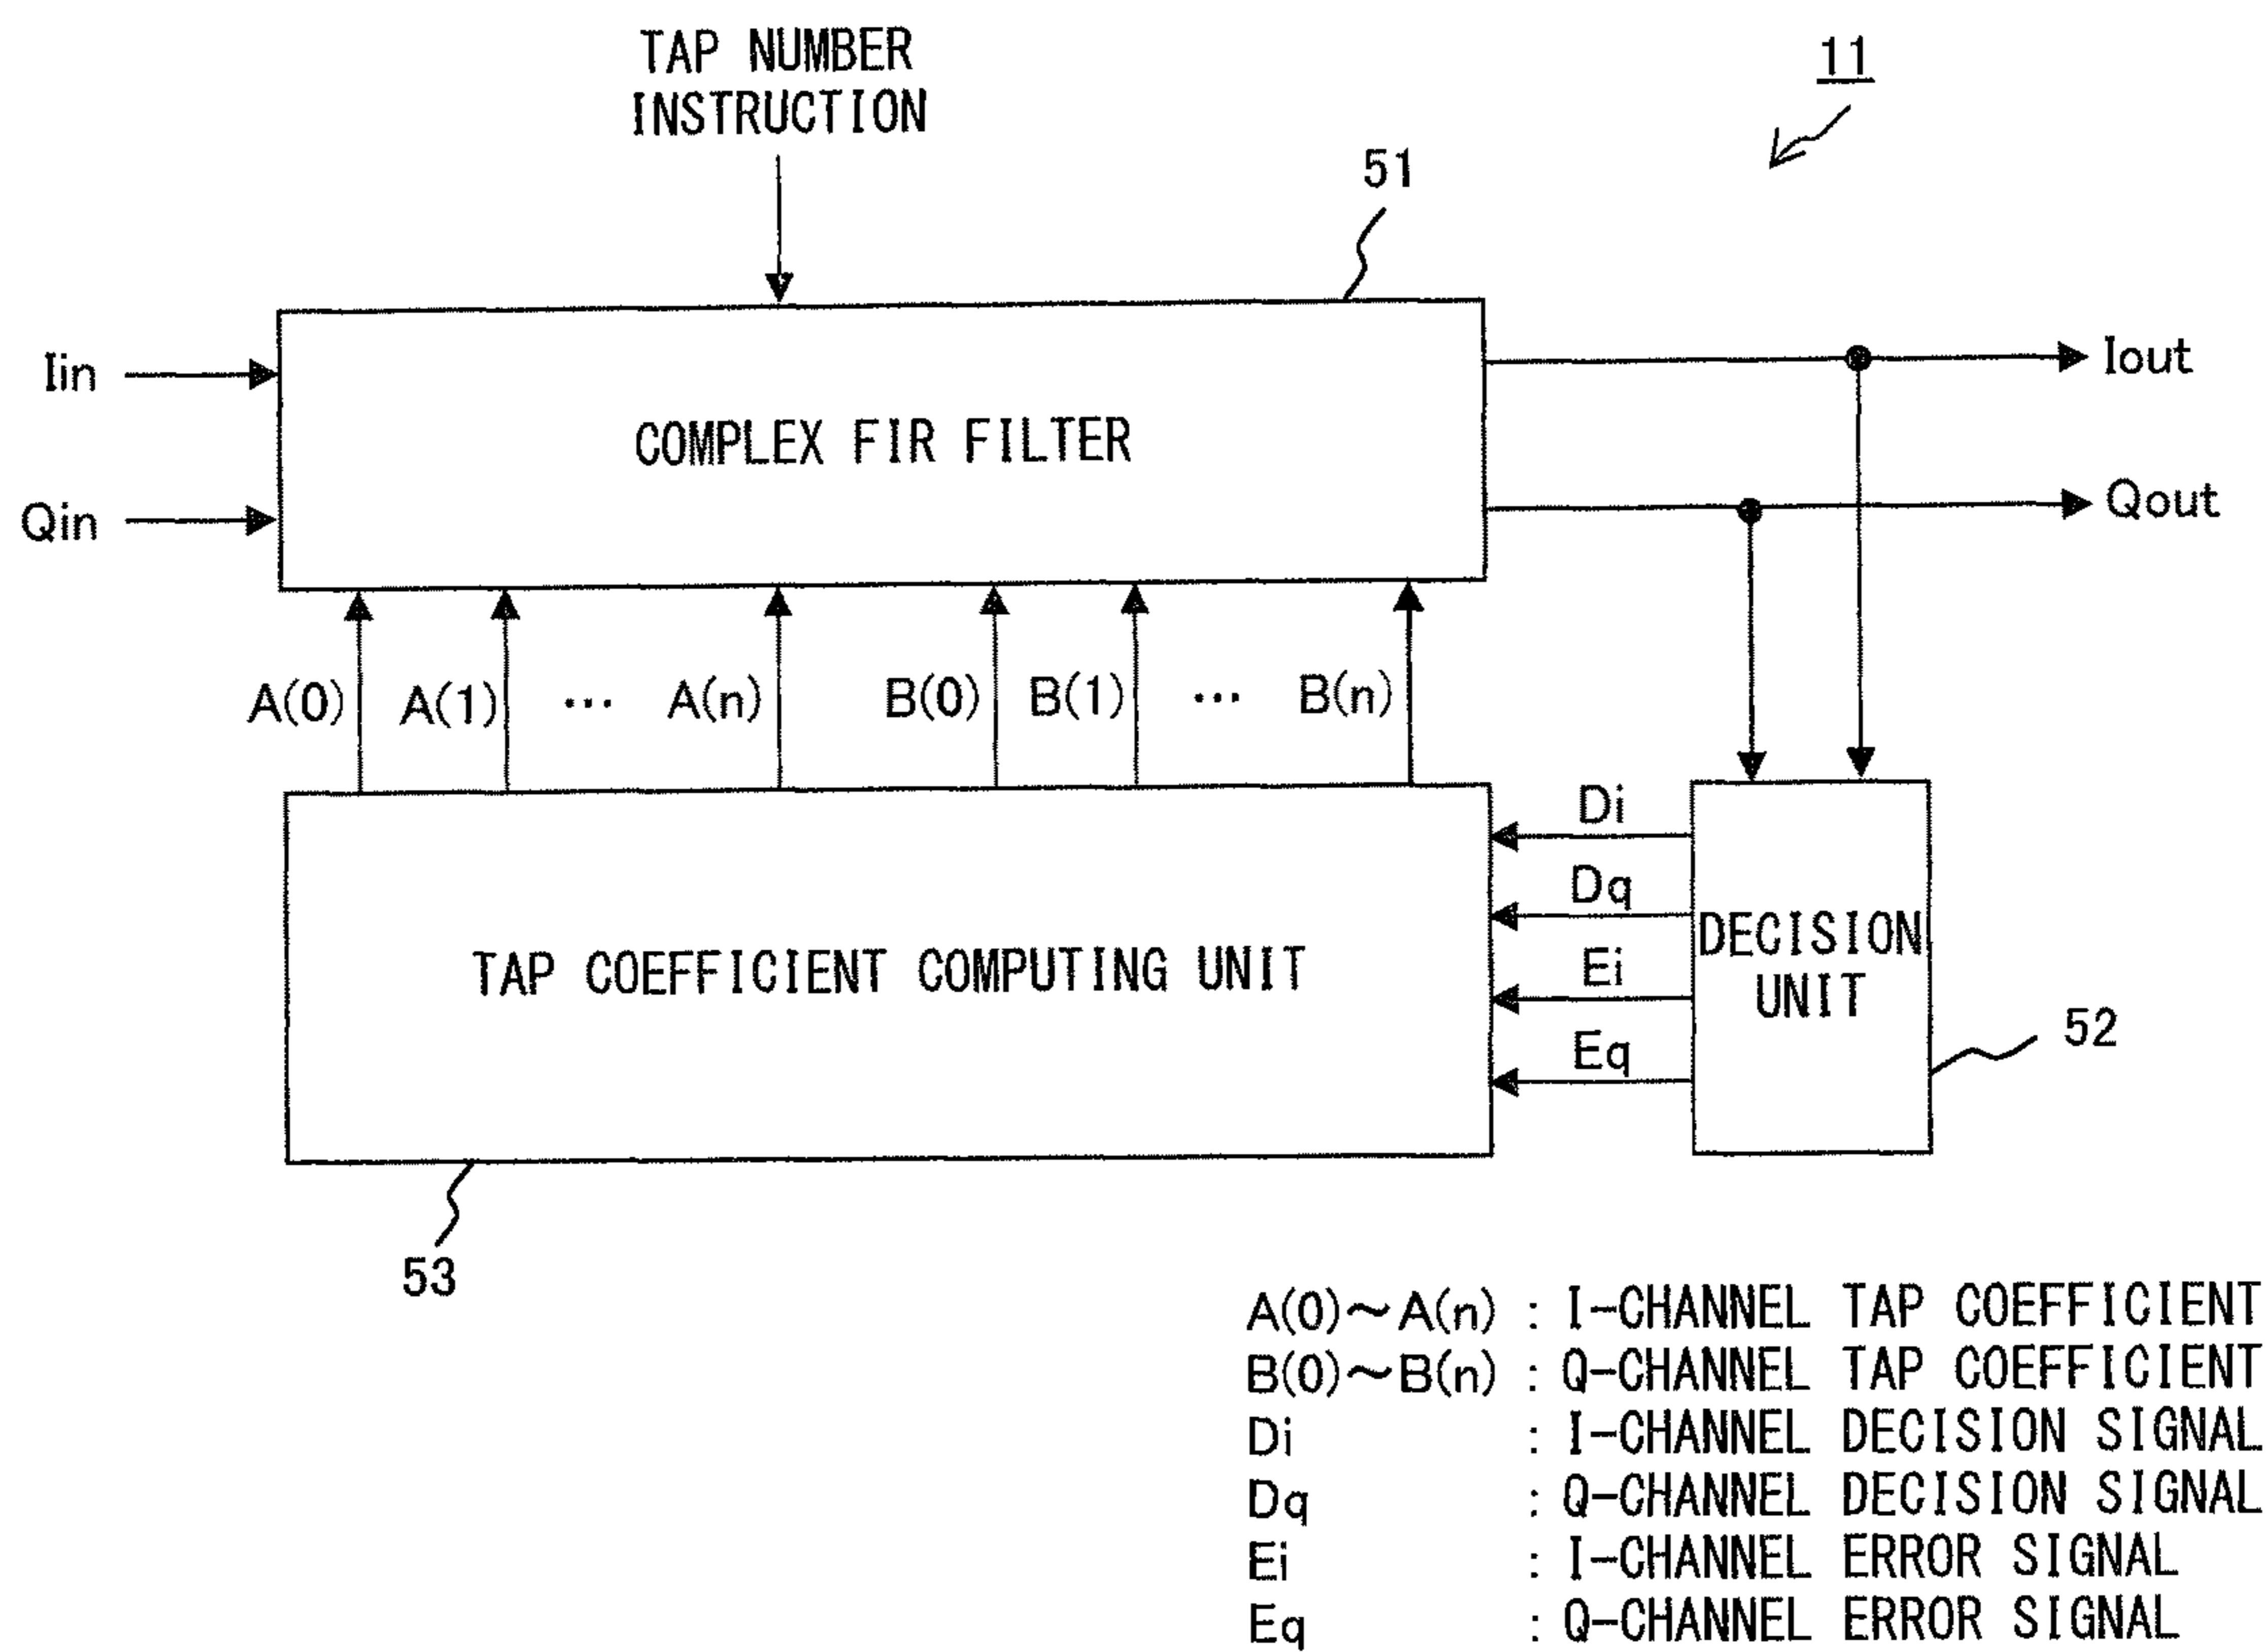 TAP NUMBER
INSTRUCTION
11
51
Iin
Iout
COMPLEX FIR FILTER
Qin
Qout
A(0) A(1) ... A(n) B(0) B(1) ... B(n)
Di
Dq
DECISION
UNIT
TAP COEFFICIENT COMPUTING UNIT
Ei
Eq
52
53
A(0)~A(n) : I-CHANNEL TAP COEFFICIENT
B(0)~B(n) : Q-CHANNEL TAP COEFFICIENT
Di : I-CHANNEL DECISION SIGNAL
Dq : Q-CHANNEL DECISION SIGNAL
Ei : I-CHANNEL ERROR SIGNAL
Eq : Q-CHANNEL ERROR SIGNAL